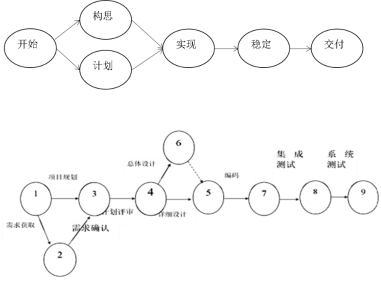 构思
开始
实现
稳定
交付
计划
6
集 成
测试
系 统
测试
总体设计
编码
项目规划
1
3
4
5
7
8
9
需求获取
计划评审
详细设计
需求确认
2